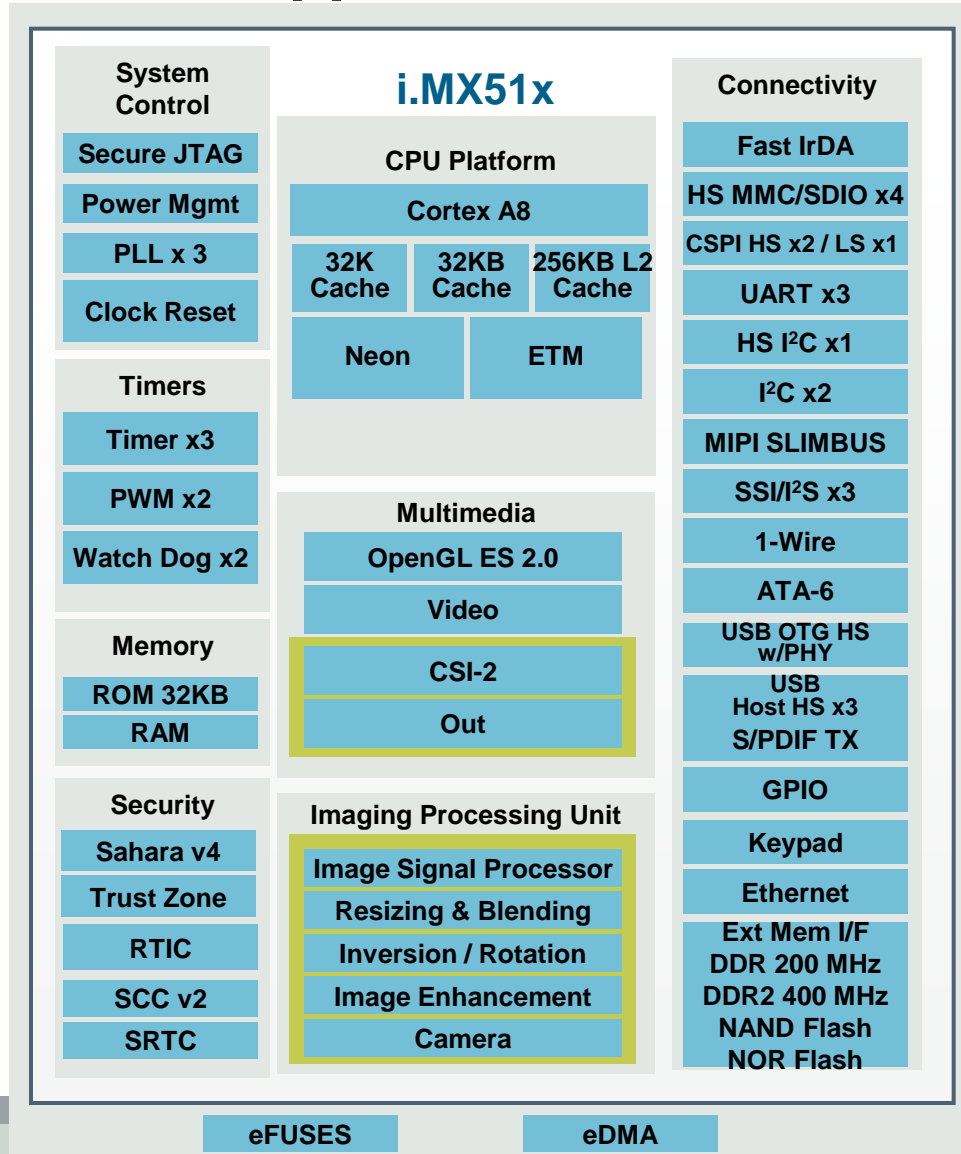 i.MX51x
System
Control
Secure JTAG
Power Mgmt
PLL x 3
Clock Reset
Timers
Timer x3
PWM x2
Watch Dog x2
Memory
ROM 32KB
RAM
Security
Sahara v4
Trust Zone
RTIC
SCC v2
SRTC
CPU Platform
Cortex A8
32K
Cache
32KB
Cache
256KB L2
Cache
Neon
ETM
Multimedia
OpenGL ES 2.0
Video
CSI-2
Out
Imaging Processing Unit
Image Signal Processor
Resizing & Blending
Inversion / Rotation
Image Enhancement
Camera
Connectivity
Fast IrDA
HS MMC/SDIO x4
CSPI HS x2 / LS x1
UART x3
HS I²C x1
I²C x2
MIPI SLIMBUS
SSI/I²S x3
1-Wire
ATA-6
USB OTG HS
w/PHY
USB
Host HS x3
S/PDIF TX
GPIO
Keypad
Ethernet
Ext Mem I/F
DDR 200 MHz
DDR2 400 MHz
NAND Flash
NOR Flash
eFUSES
eDMA